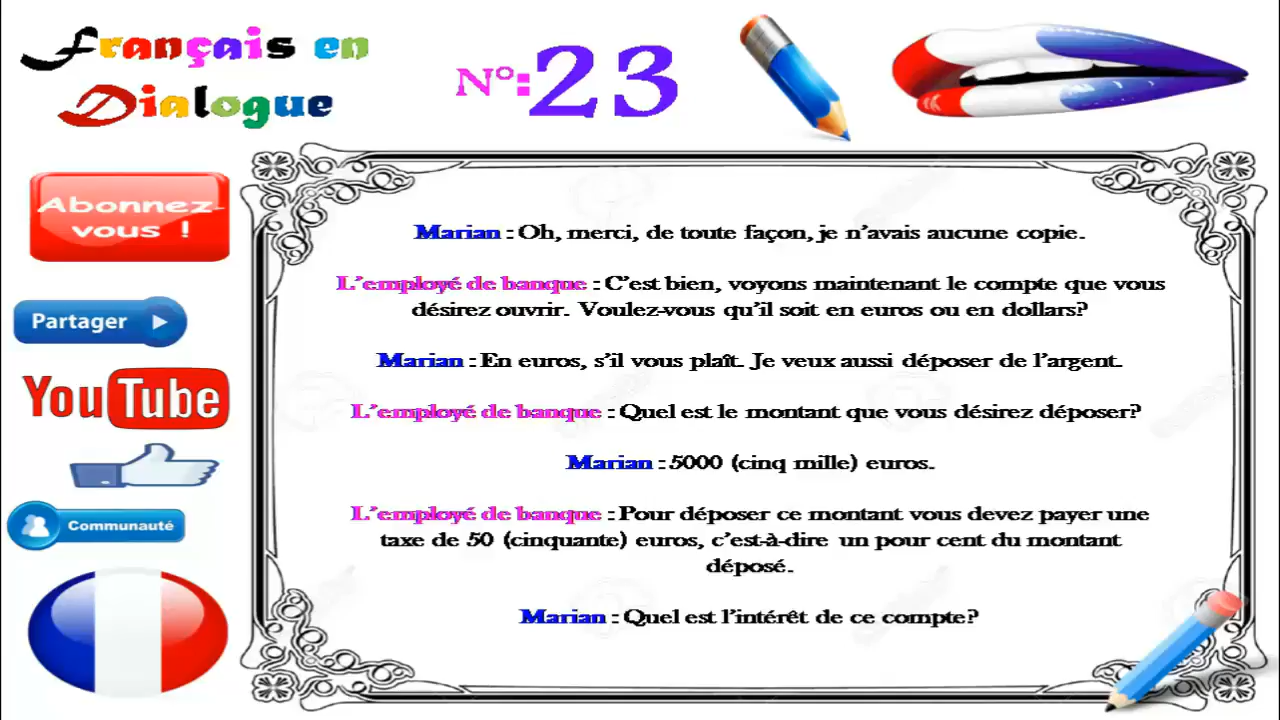 Français en
Dialogue
N°:23
Abonnez-
vous !
Partager
YouTube
Communauté
Marian : Oh, merci, de toute façon, je n'avais aucune copie.
L'employé de banque : C'est bien, voyons maintenant le compte que vous
désirez ouvrir. Voulez-vous qu'il soit en euros ou en dollars?
Marian : En euros, s'il vous plaît. Je veux aussi déposer de l'argent.
L'employé de banque : Quel est le montant que vous désirez déposer?
Marian : 5000 (cinq mille) euros.
L'employé de banque : Pour déposer ce montant vous devez payer une
taxe de 50 (cinquante) euros, c'est-à-dire un pour cent du montant
déposé.
Marian : Quel est l'intérêt de ce compte?